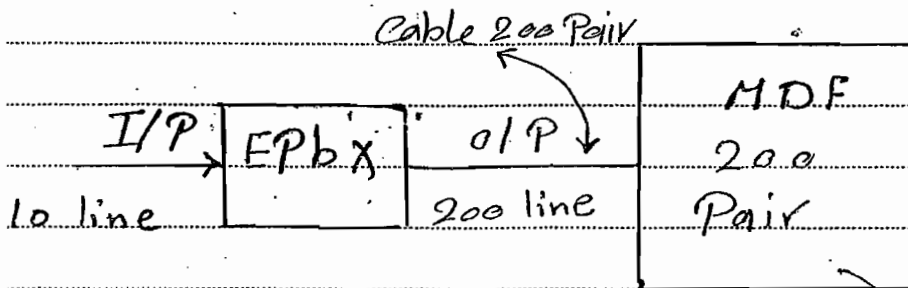 Cable 200 Pair
I/P
EPbX
O/P
MDF
200
Pair
10 line
200 line